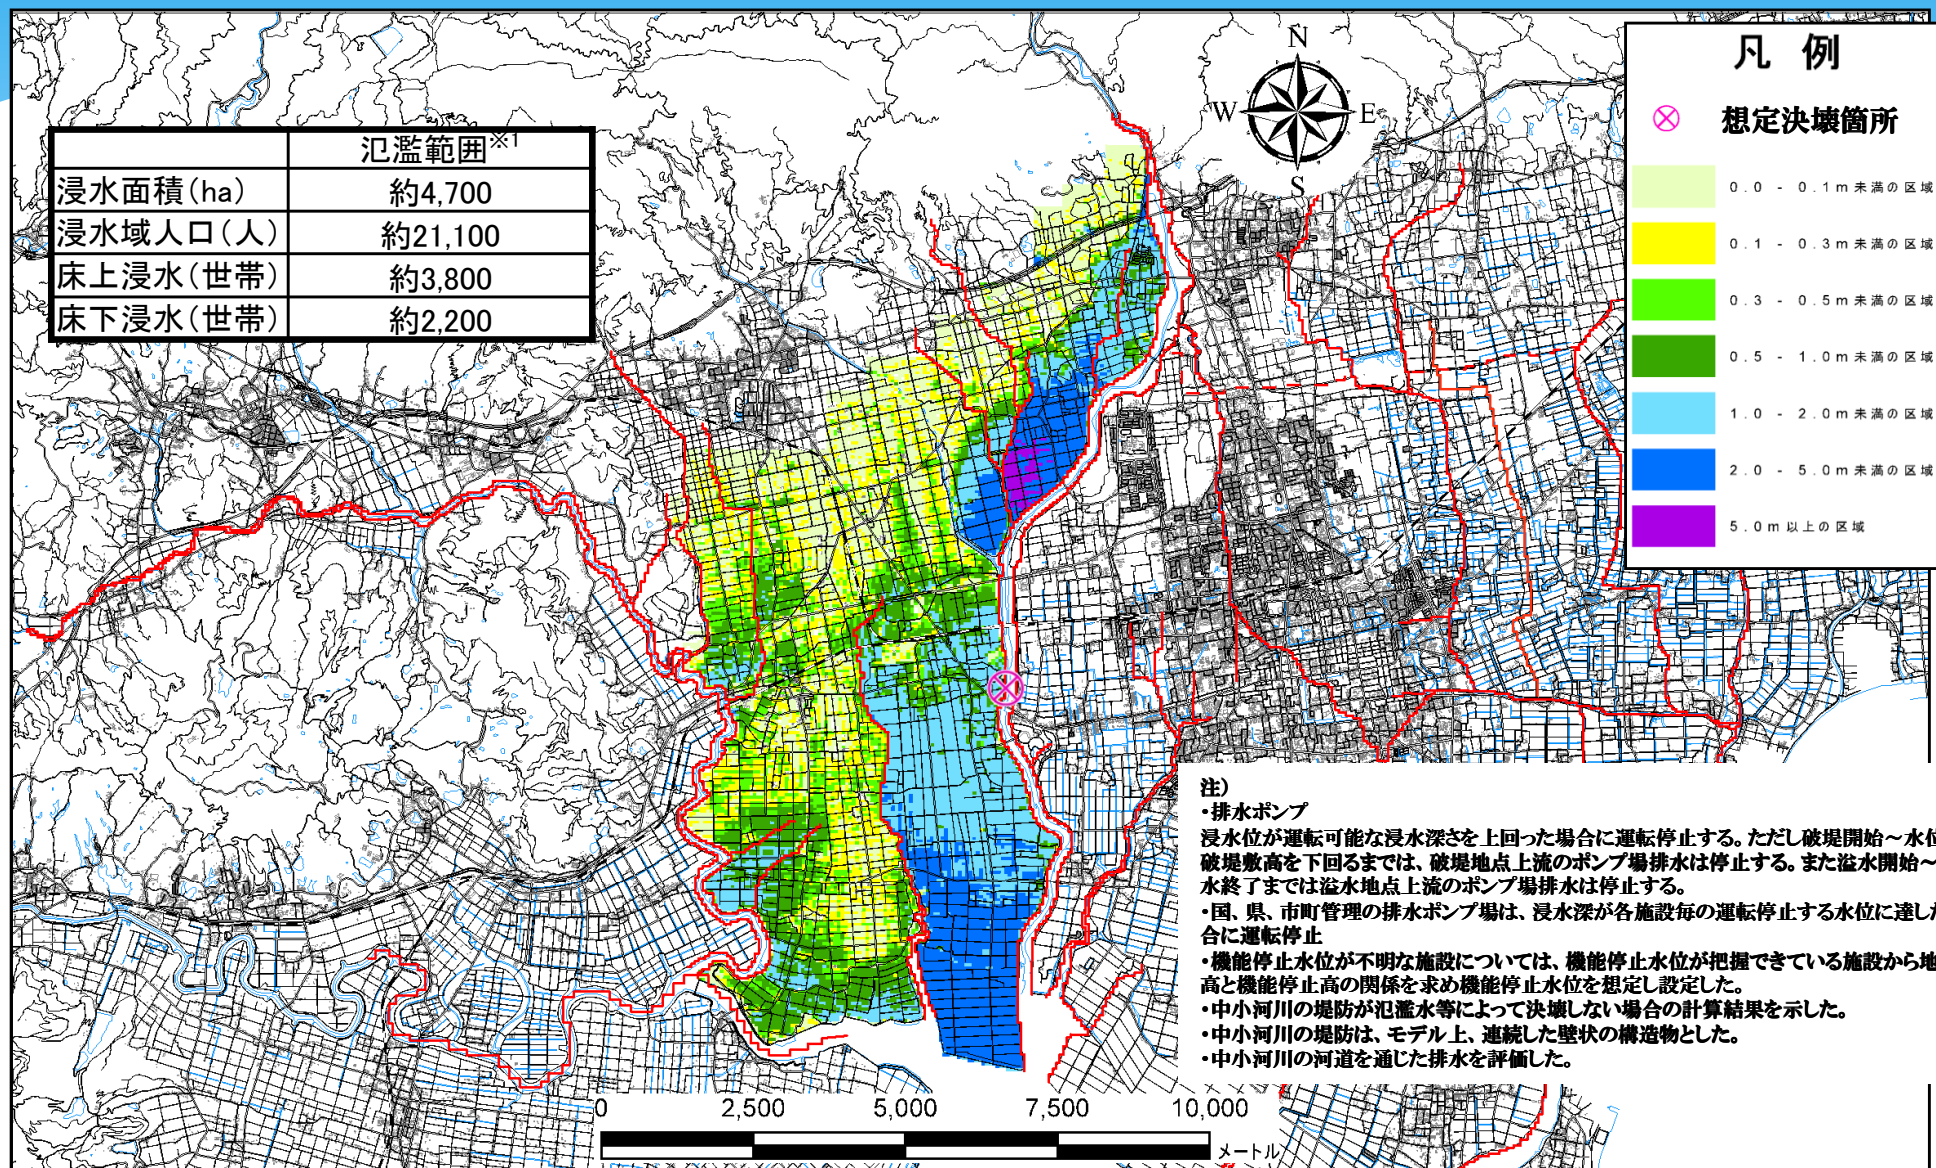 氾濫範囲※1
浸水面積(ha) 約4,700
浸水域人口(人) 約21,100
床上浸水(世帯) 約3,800
床下浸水(世帯) 約2,200
N
W E
S
凡 例
想定決壊箇所
0.0 - 0.1m未満の区域
0.1 - 0.3m未満の区域
0.3 - 0.5m未満の区域
0.5 - 1.0m未満の区域
1.0 - 2.0m未満の区域
2.0 - 5.0m未満の区域
5.0m以上の区域
注)
・排水ポンプ
浸水位が運転可能な浸水深さを上回った場合に運転停止する。ただし破堤開始～水位
破堤敷高を下回るまでは、破堤地点上流のポンプ場排水は停止する。また溢水開始～
水終了までは溢水地点上流のポンプ場排水は停止する。
・国、県、市町管理の排水ポンプ場は、浸水深が各施設毎の運転停止する水位に達した
合に運転停止
・機能停止水位が不明な施設については、機能停止水位が把握できている施設から地
高と機能停止高の関係を求め機能停止水位を想定し設定した。
・中小河川の堤防が氾濫水等によって決壊しない場合の計算結果を示した。
・中小河川の堤防は、モデル上、連続した壁状の構造物とした。
・中小河川の河道を通じた排水を評価した。
0 2,500 5,000 7,500 10,000
メートル